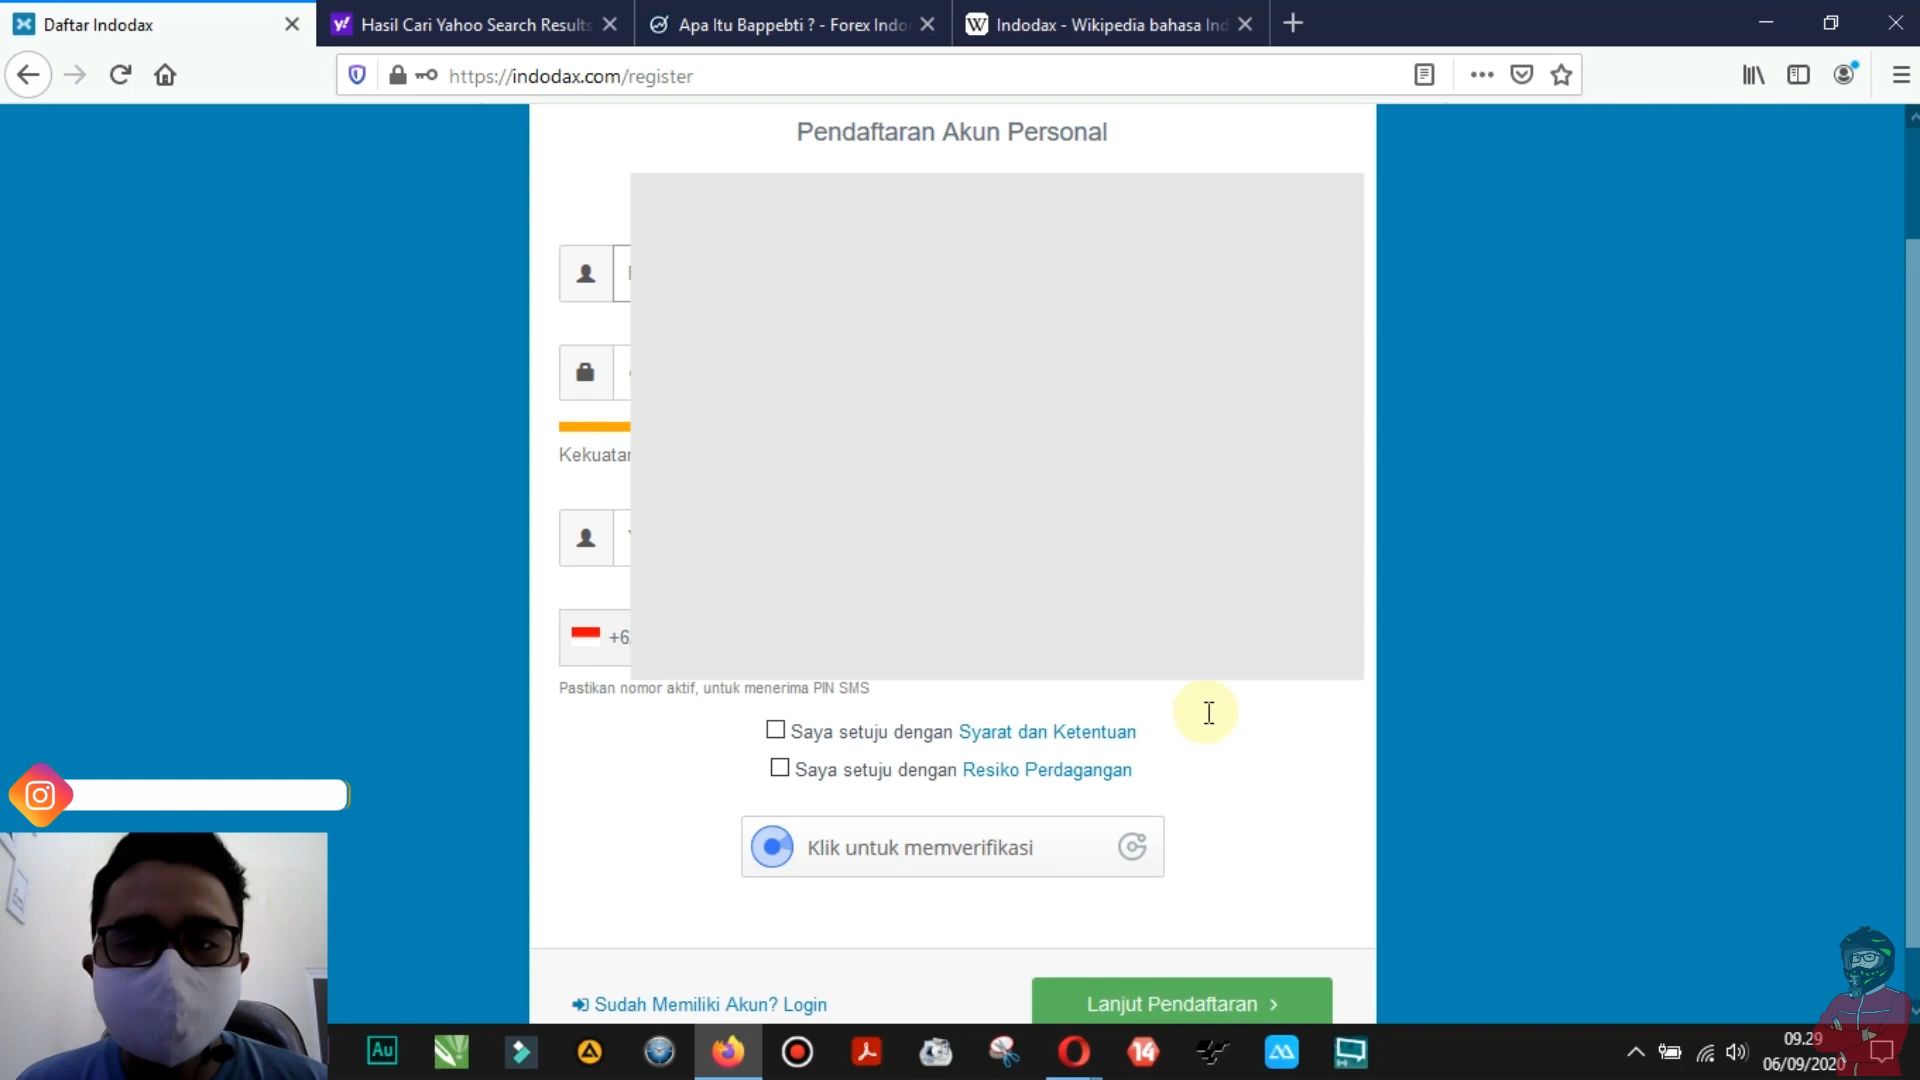 Daftar Indodax
Hasil Cari Yahoo Search Results
Apa Itu Bappebti ? - Forex Indo
Indodax - Wikipedia bahasa Ind
https://indodax.com/register
Pendaftaran Akun Personal
Kekuatan
+6
Pastikan nomor aktif, untuk menerima PIN SMS
Saya setuju dengan Syarat dan Ketentuan
Saya setuju dengan Resiko Perdagangan
Klik untuk memverifikasi
Sudah Memiliki Akun? Login
Lanjut Pendaftaran
Au
14
09.29
06/09/2020